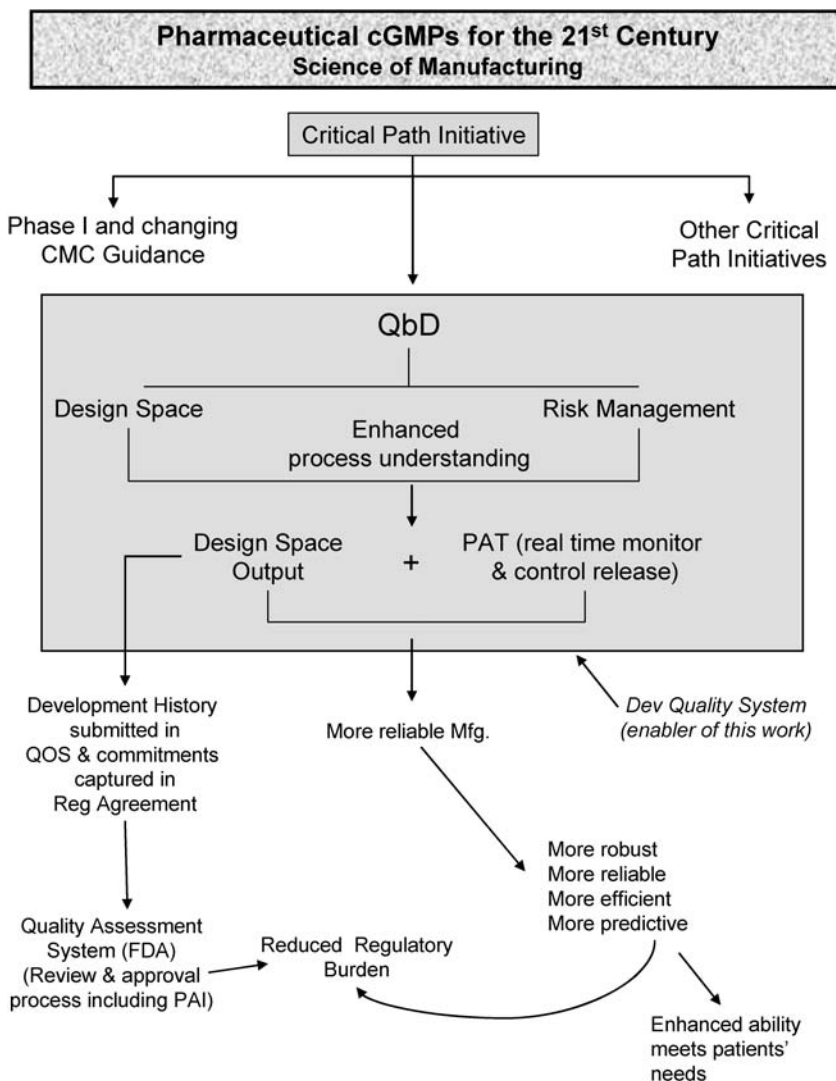 Pharmaceutical cGMPs for the 21st Century
Science of Manufacturing
Critical Path Initiative
Phase I and changing
CMC Guidance
Other Critical
Path Initiatives
QbD
Design Space
Risk Management
Enhanced
process understanding
Design Space
Output
+
PAT (real time monitor
& control release)
Development History
submitted in
QOS & commitments
captured in
Reg Agreement
More reliable Mfg.
Dev Quality System
(enabler of this work)
More robust
More reliable
More efficient
More predictive
Quality Assessment
System (FDA)
(Review & approval
process including PAI)
Reduced Regulatory
Burden
Enhanced ability
meets patients'
needs